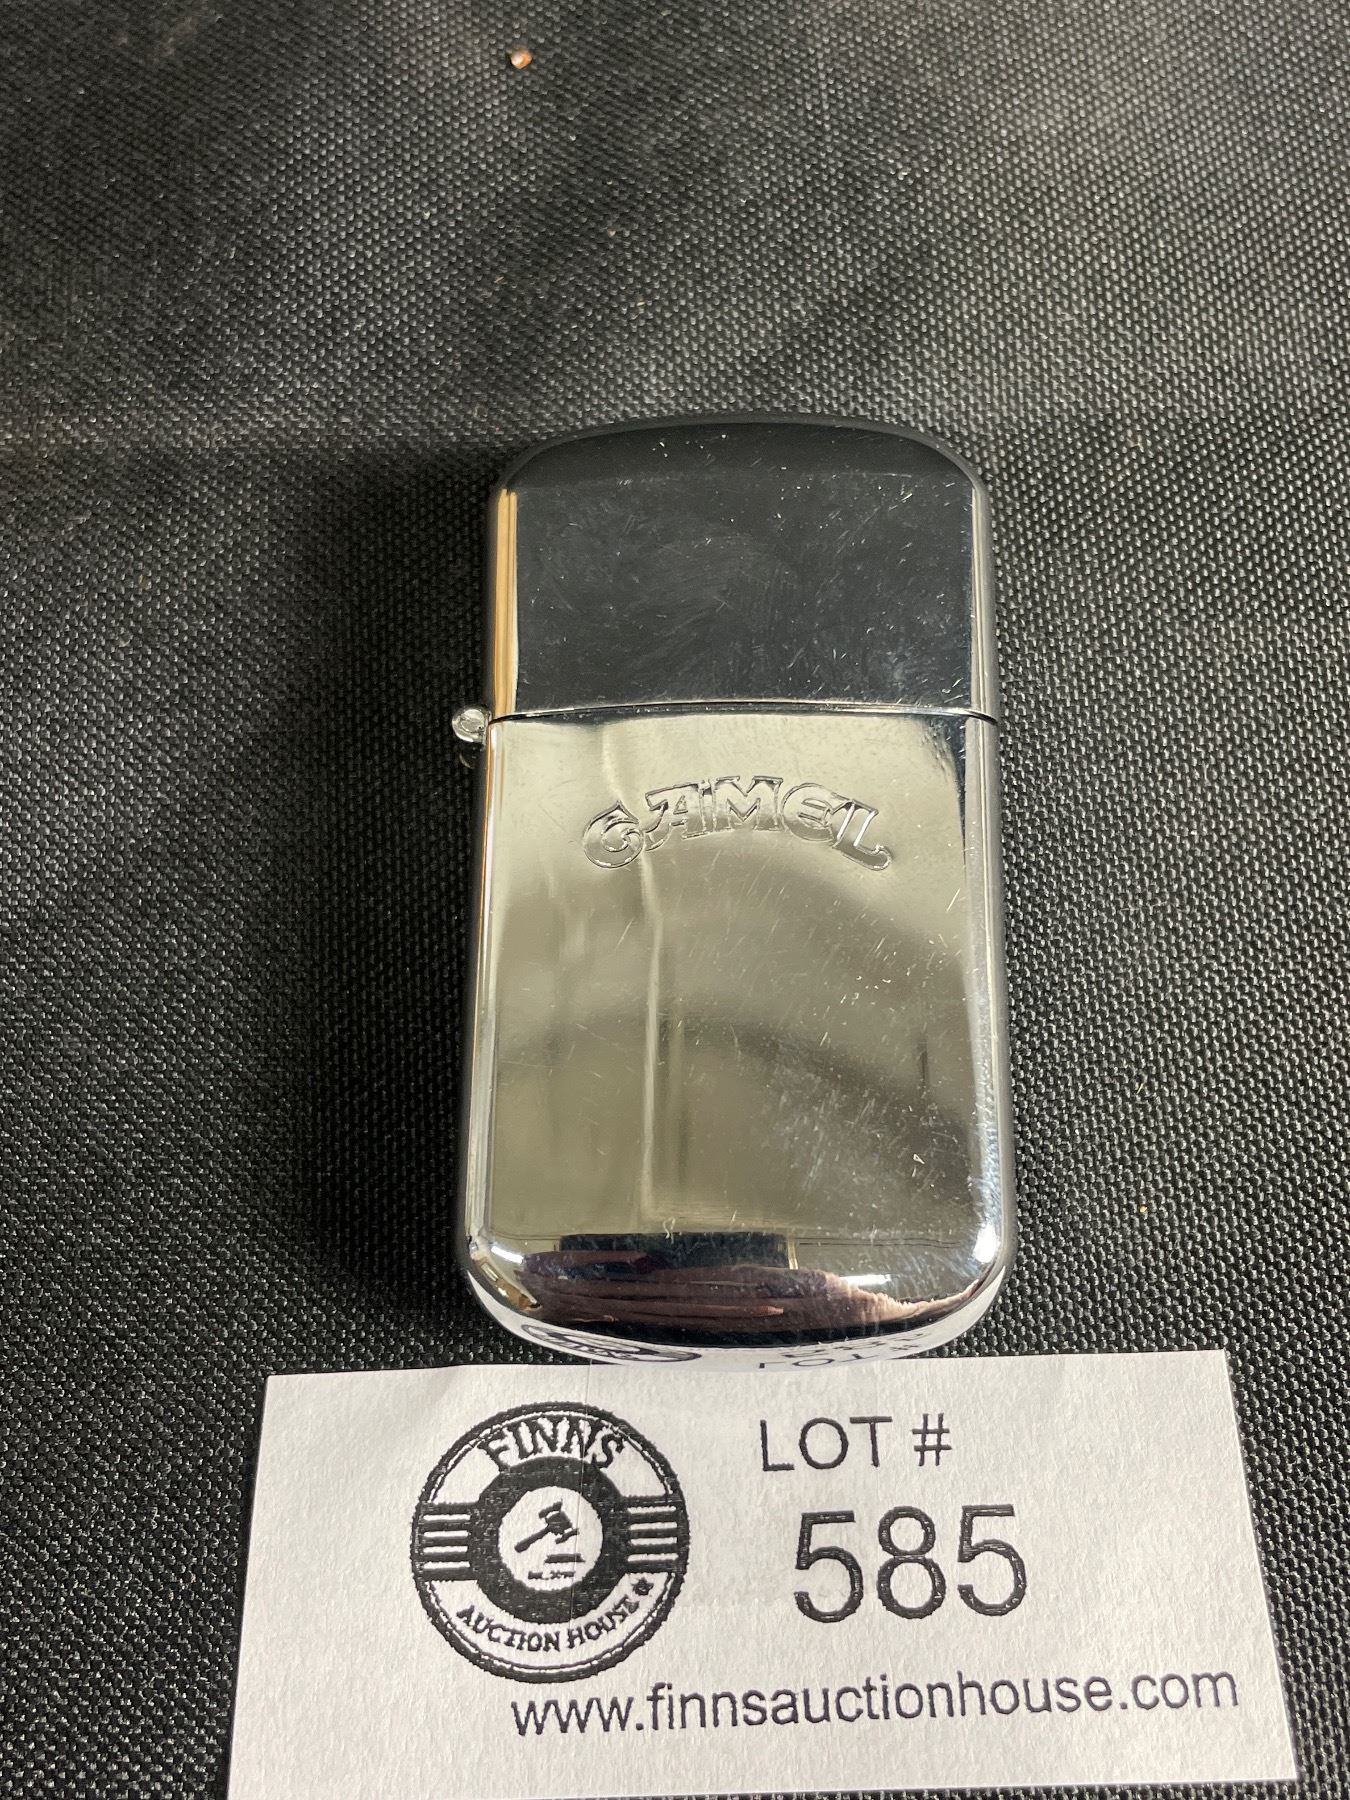 CAMEL
FINNS
AUCTION HOUSE
LOT #
585
www.finnsauctionhouse.com